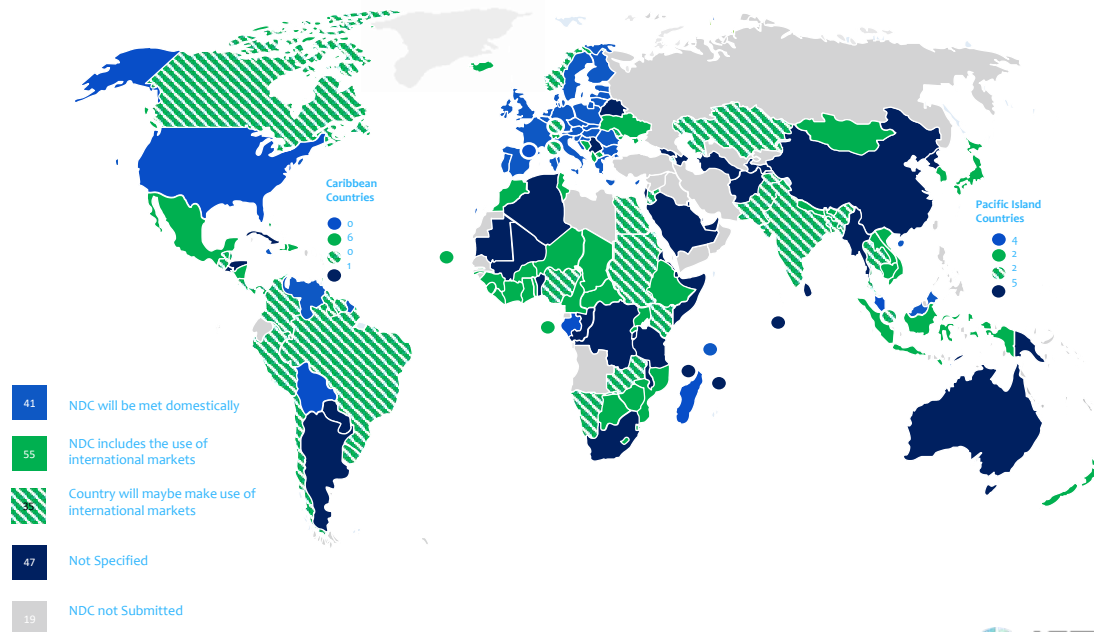 Caribbean
Countries
0
6
0
1
Pacific Island
Countries
4
2
2
5
41
NDC will be met domestically
55
NDC includes the use of
international markets
35
Country will maybe make use of
international markets
47
Not Specified
19
NDC not Submitted